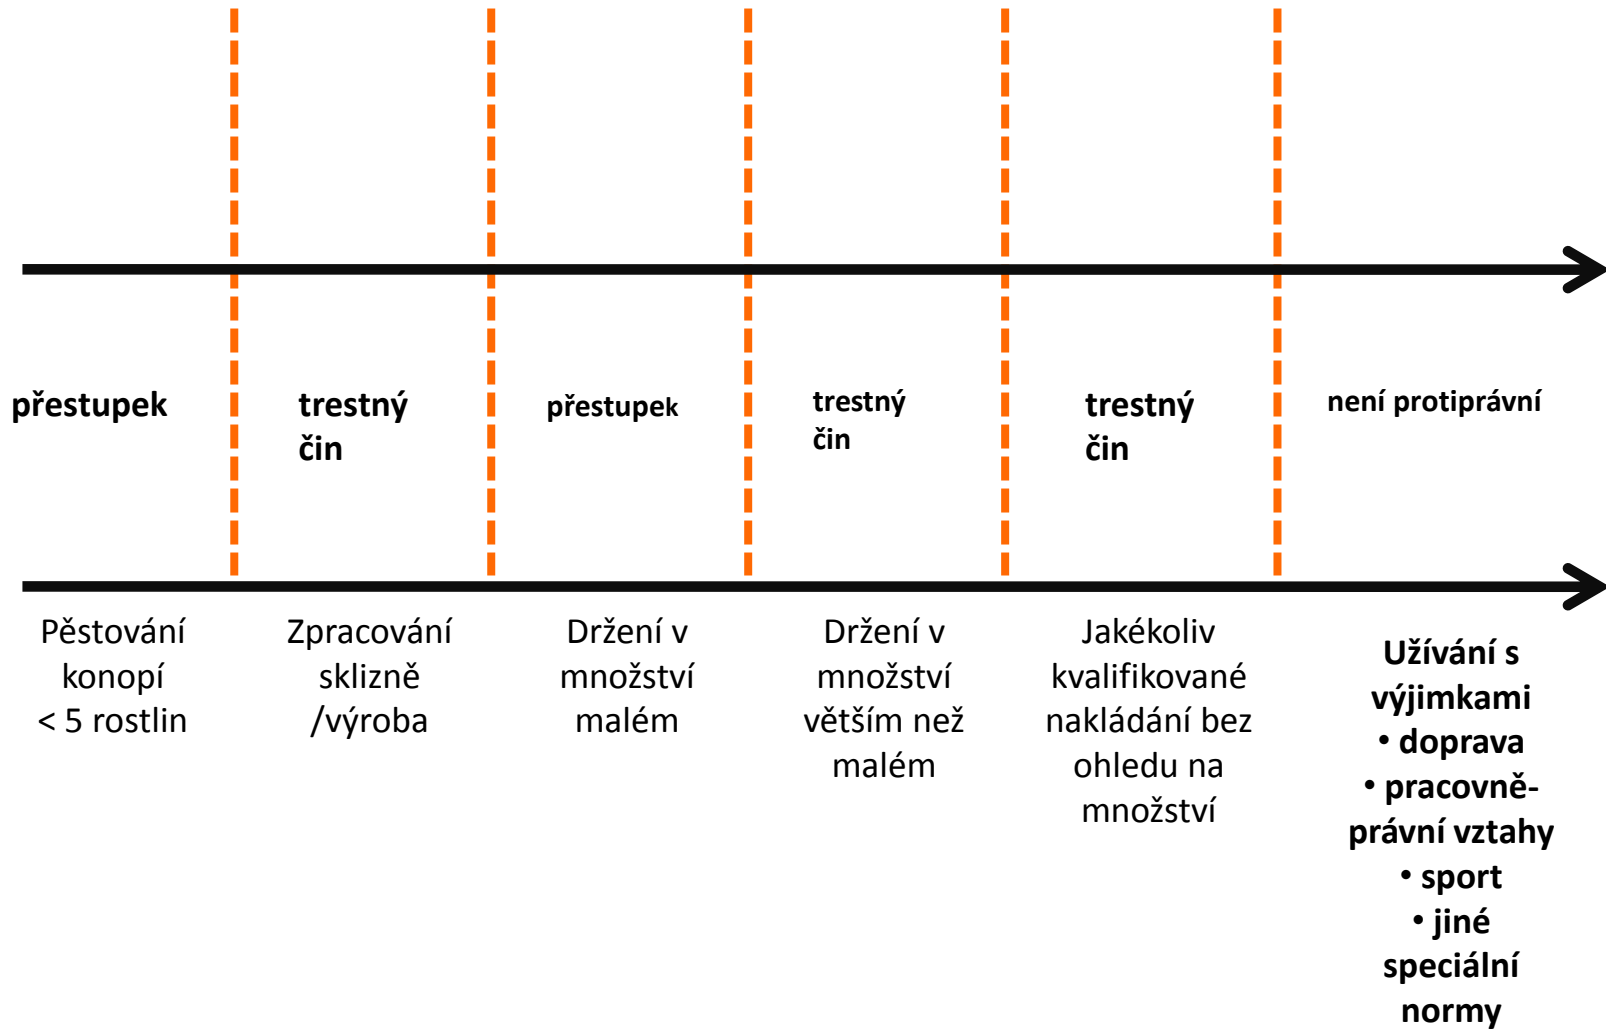 přestupek
trestný
čin
přestupek
trestný
čin
trestný
čin
není protiprávní
Pěstování
konopí
< 5 rostlin
Zpracování
sklizně
/výroba
Držení v
množství
malém
Držení v
množství
větším než
malém
Jakékoliv
kvalifikované
nakládání bez
ohledu na
množství
Užívání s
výjimkami
• doprava
• pracovně-
právní vztahy
• sport
• jiné
speciální
normy